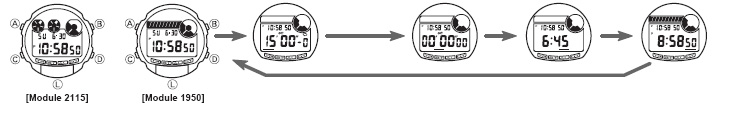 A B
SU 6-30
10:58 50
C D
L
[Module 2115]
A B
SU 6-30
10:58 50
C D
L
[Module 1950]
10:58 50
15'00"-0
10:58 50
00'00"00
10:58 50
6:45
10:58 50
8:58 50